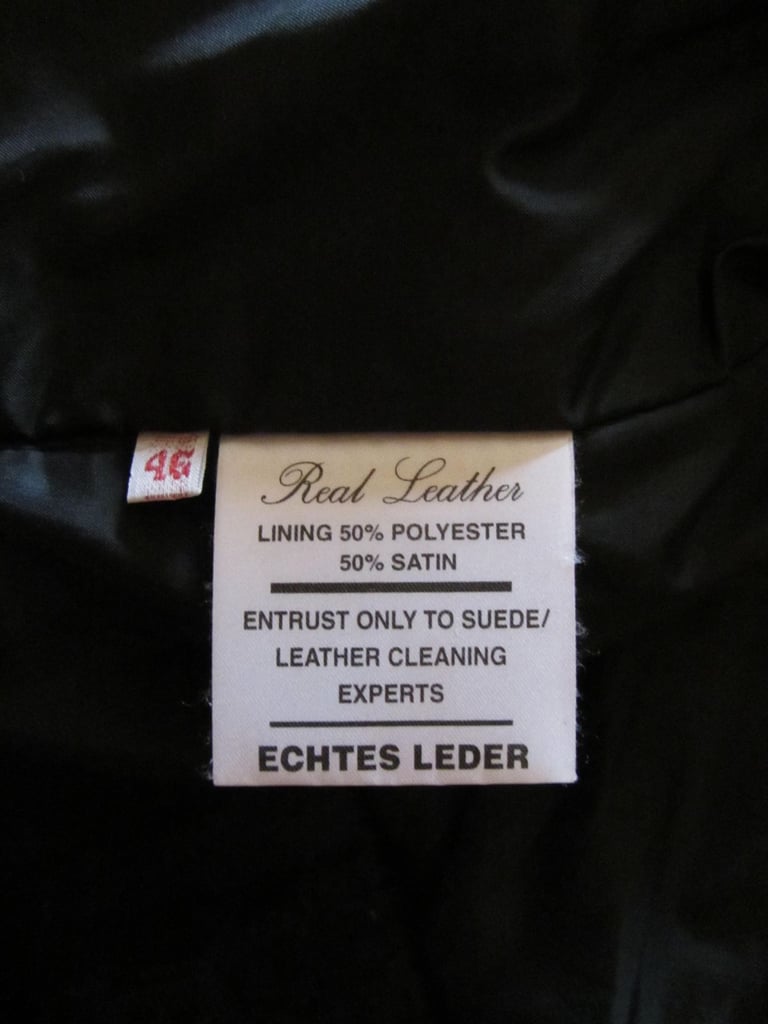 46
Real Leather
LINING 50% POLYESTER
50% SATIN
ENTRUST ONLY TO SUEDE/
LEATHER CLEANING
EXPERTS
ECHTES LEDER